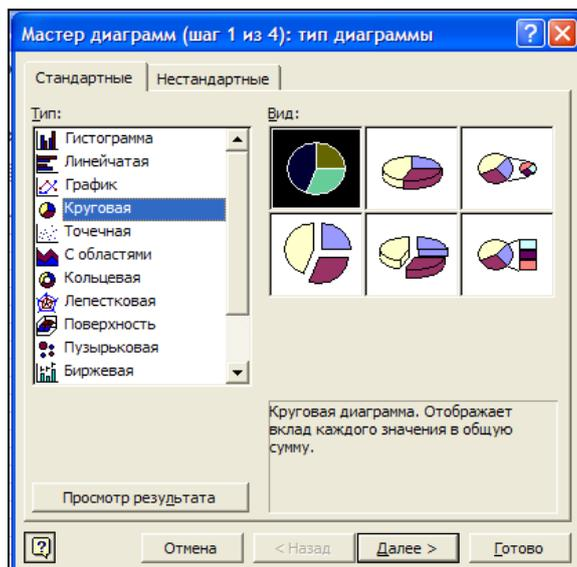 Мастер диаграмм (шаг 1 из 4): тип диаграммы
Стандартные Нестандартные
Тип:
Гистограмма
Линейчатая
График
Круговая
Точечная
С областями
Кольцевая
Лепестковая
Поверхность
Пузырьковая
Биржевая
Вид:
Круговая диаграмма. Отображает
вклад каждого значения в общую
сумму.
Просмотр результата
Отмена < Назад Далее > Готово